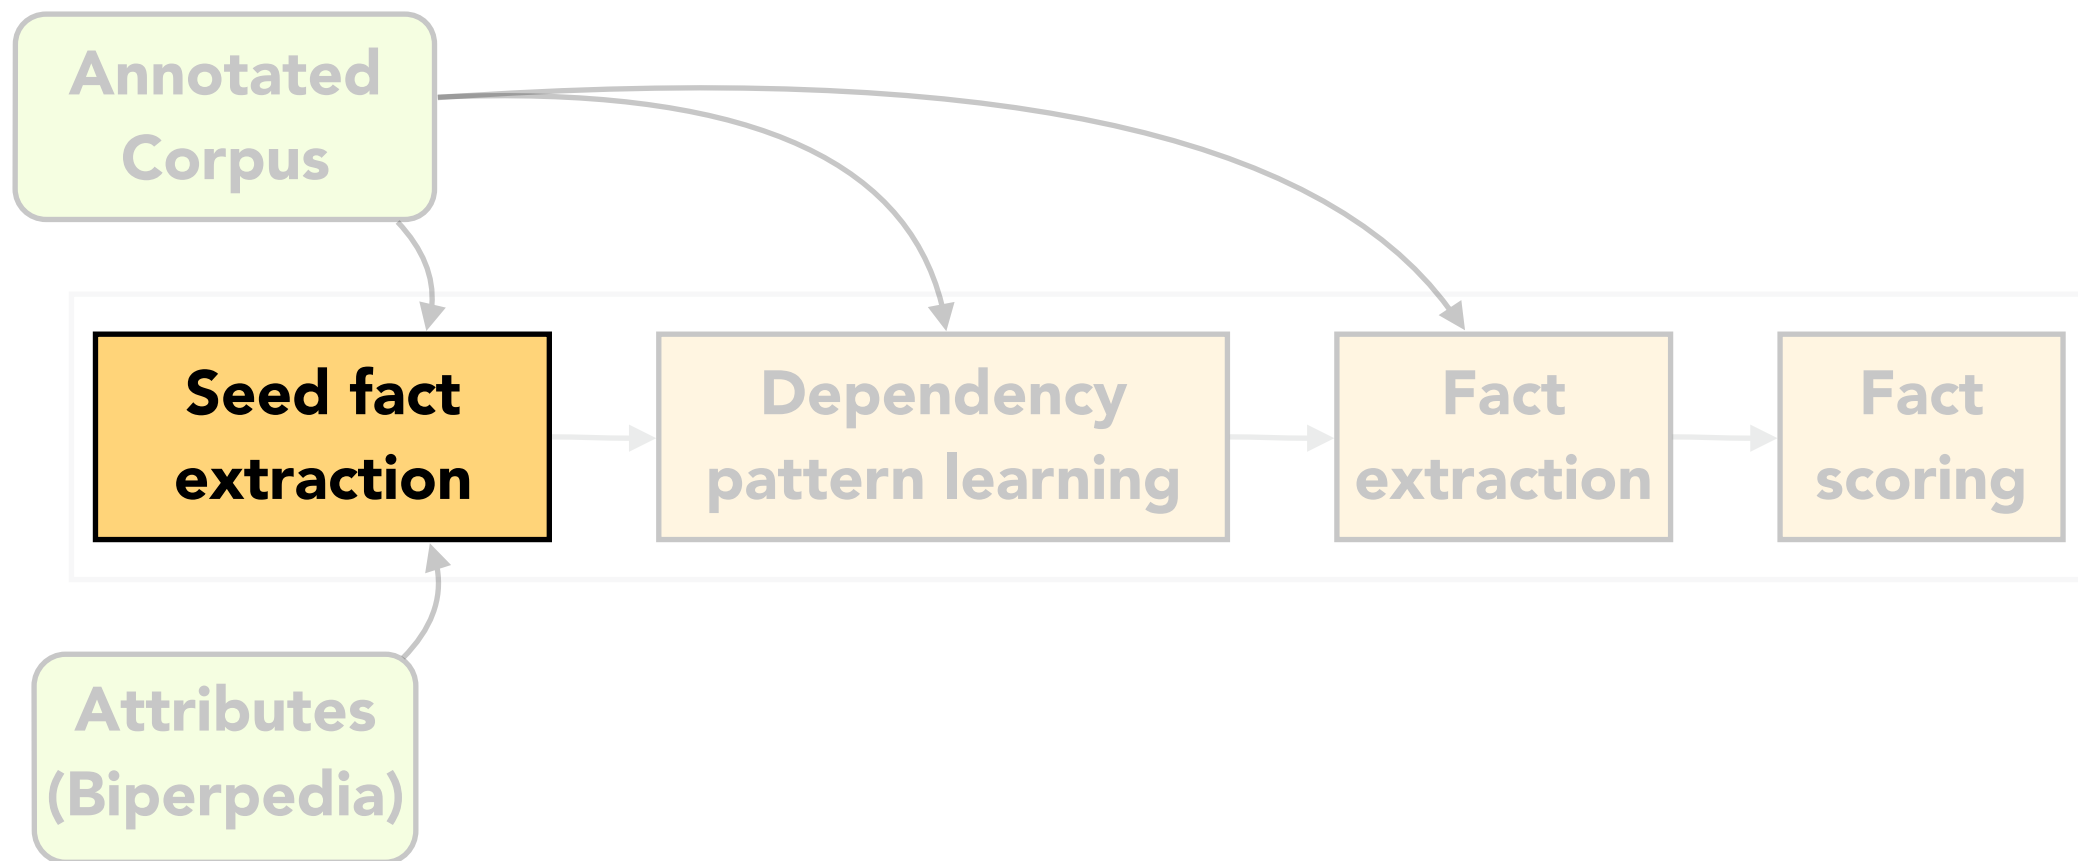 Annotated
Corpus
Seed fact
extraction
Dependency
pattern learning
Fact
extraction
Fact
scoring
Attributes
(Biperpedia)